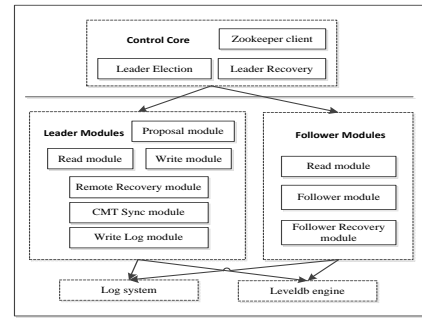 Control Core
Zookeeper client
Leader Election
Leader Recovery
Leader Modules
Proposal module
Read module
Write module
Remote Recovery module
CMT Sync module
Write Log module
Follower Modules
Read module
Follower module
Follower Recovery
module
Log system
Leveldb engine